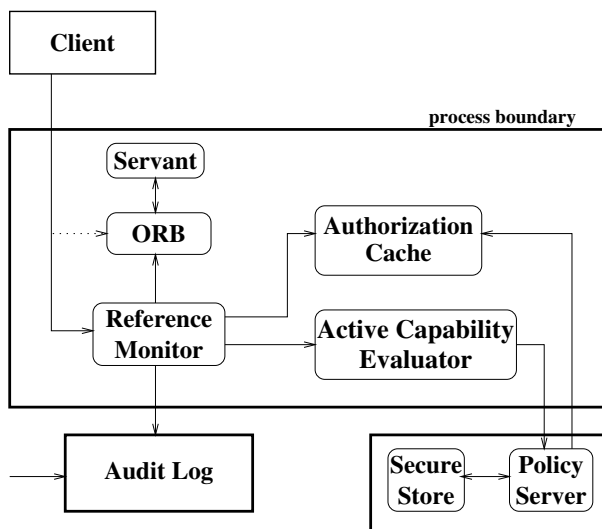 Client
process boundary
Servant
ORB
Authorization
Cache
Reference
Monitor
Active Capability
Evaluator
Audit Log
Secure
Store
Policy
Server